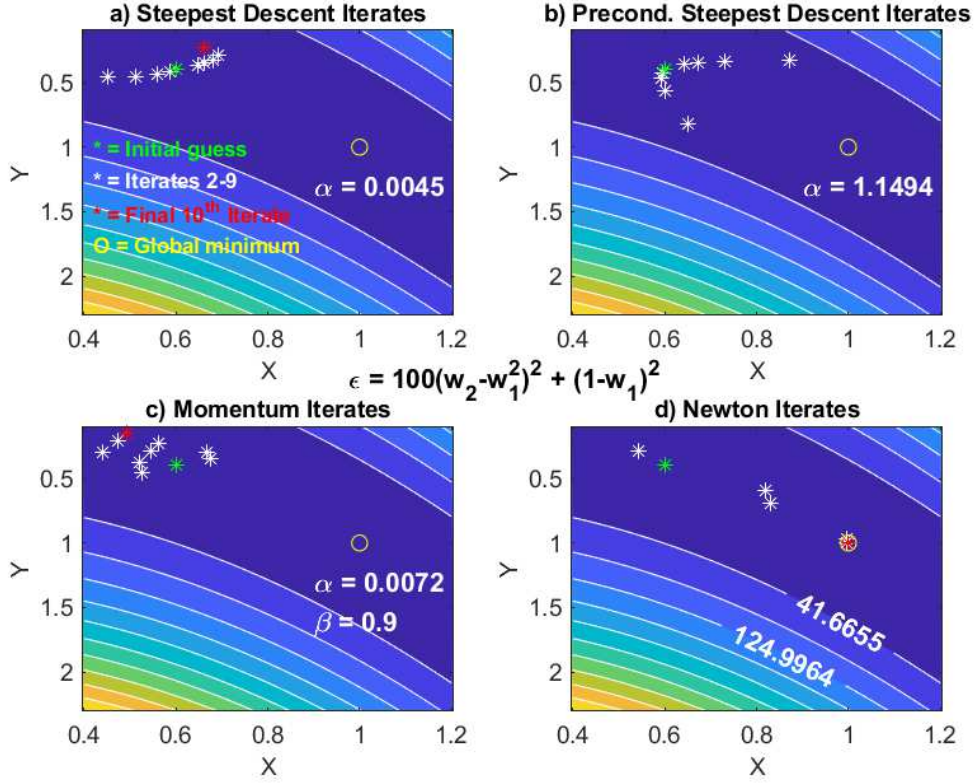 a) Steepest Descent Iterates
b) Precond. Steepest Descent Iterates
Y
0.5
1
1.5
2
* = Initial guess
* = Iterates 2-9
* = Final 10th Iterate
O = Global minimum
α = 0.0045
0.4 0.6 0.8 1 1.2
X
Y
0.5
1
1.5
2
α = 1.1494
0.4 0.6 0.8 1 1.2
X
ϵ = 100(w2-w1^2)^2 + (1-w1)^2
c) Momentum Iterates
d) Newton Iterates
Y
0.5
1
1.5
2
α = 0.0072
β = 0.9
0.4 0.6 0.8 1 1.2
X
Y
0.5
1
1.5
2
41.6655
124.9964
0.4 0.6 0.8 1 1.2
X